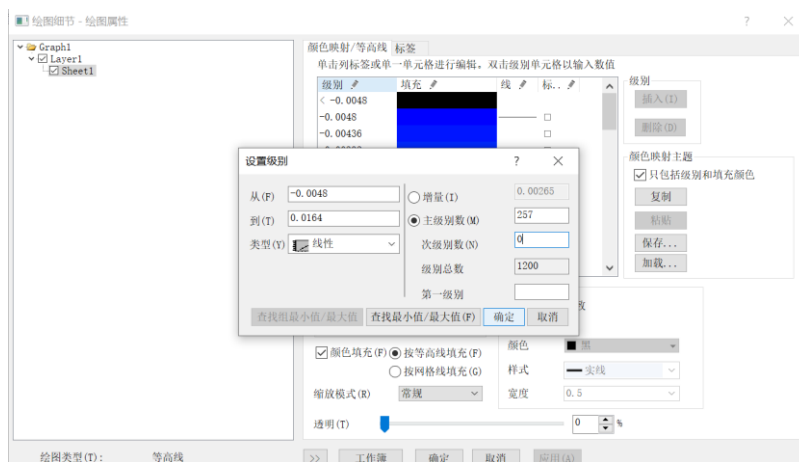 绘图细节 - 绘图属性
? ×
Graph1
Layer1
Sheet1
颜色映射/等高线 标签
单击列标签或单一单元格进行编辑。双击级别单元格以输入数值
级别 填充 线 标..
< -0.0048
-0.0048
-0.00436
级别
插入(I)
删除(D)
颜色映射主题
只包括级别和填充颜色
复制
粘贴
保存...
加载...
设置级别
? ×
从(F) -0.0048
到(T) 0.0164
类型(Y) 线性
增量(I) 0.00265
主级别数(M) 257
次级别数(N) 0
级别总数 1200
第一级别
查找组最小值/最大值 查找最小值/最大值(F) 确定 取消
颜色填充(F) 按等高线填充(F)
按网格线填充(G)
缩放模式(R) 常规
颜色 黑
样式 实线
宽度 0.5
透明(T) 0 %
绘图类型(T): 等高线
>> 工作簿 确定 取消 应用(A)